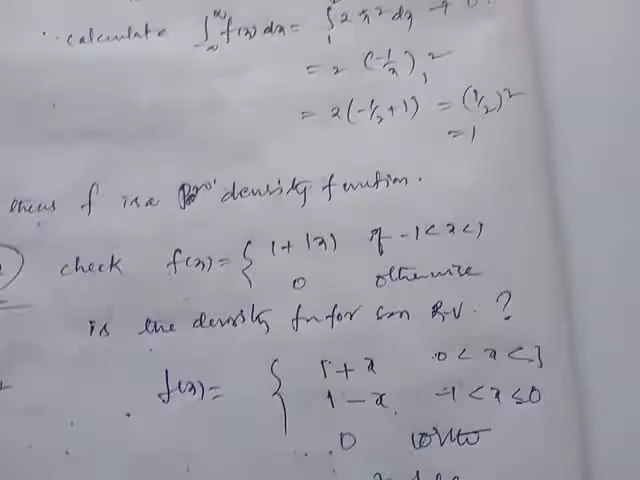 ∴ calculate ∫_{-∞}^{∞} f(x) dx = ∫_1^2 2 x^{-2} dx + 0
= 2 (-1/x)_1^2
= 2(-1/2 + 1) = (1/2) 2
= 1
thus f is a density function.
check f(x) = { 1 + |x| if -1 < x < 1
0 otherwise
is the density fn for R.V. ?
f(x) = { 1 + x 0 < x < 1
1 - x, -1 < x ≤ 0
0